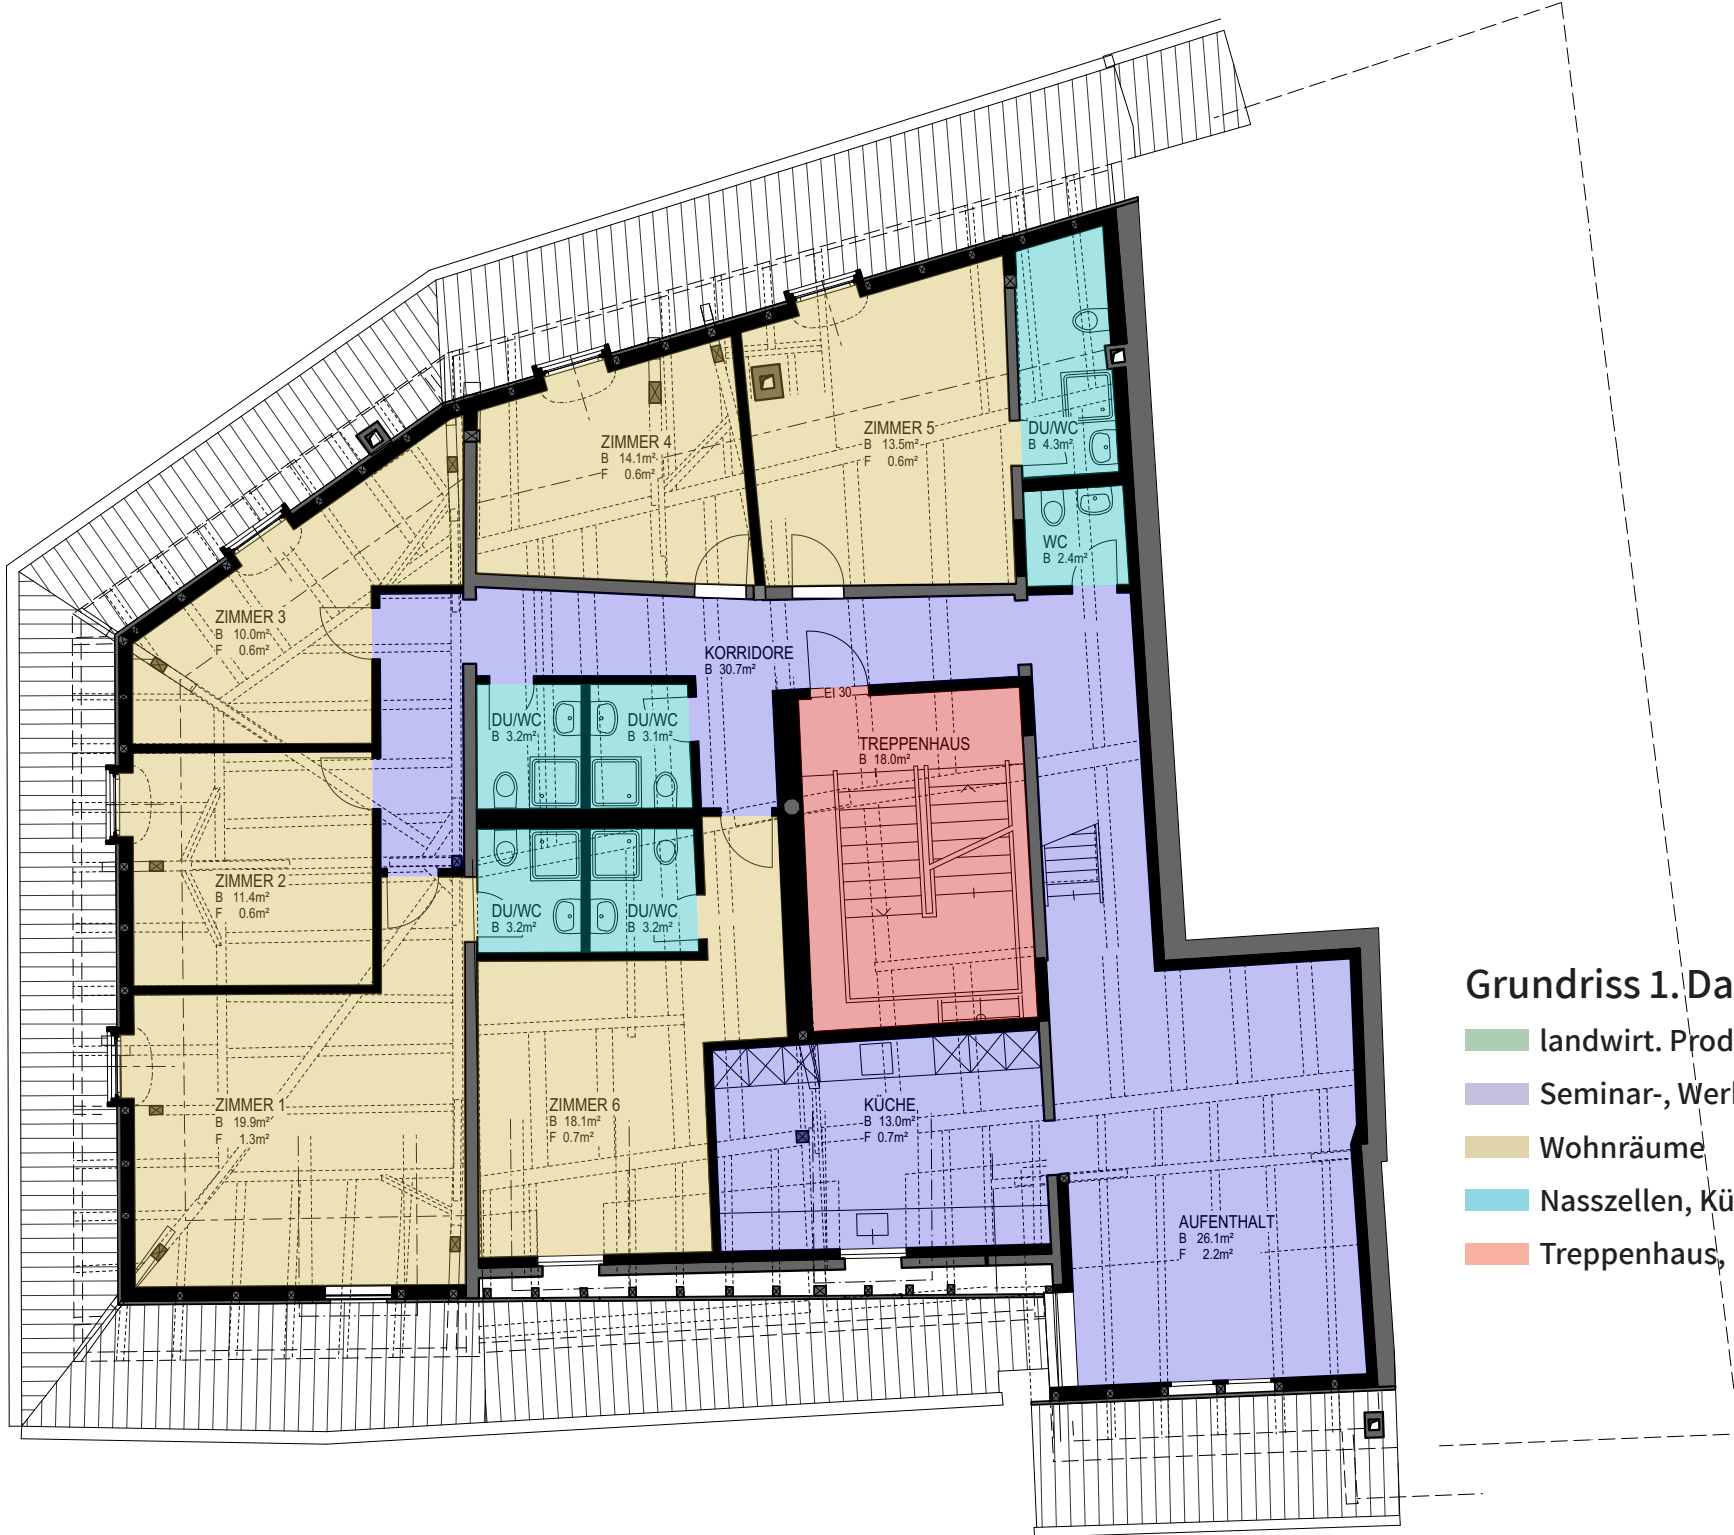 ZIMMER 4
B 14.1m²
F 0.6m²
ZIMMER 5
B 13.5m²
F 0.6m²
DU/WC
B 4.3m²
WC
B 2.4m²
ZIMMER 3
B 10.0m²
F 0.6m²
KORRIDORE
B 30.7m²
EI 30
DU/WC
B 3.2m²
DU/WC
B 3.1m²
TREPPENHAUS
B 18.0m²
ZIMMER 2
B 11.4m²
F 0.6m²
DU/WC
B 3.2m²
DU/WC
B 3.2m²
ZIMMER 1
B 19.9m²
F 1.3m²
ZIMMER 6
B 18.1m²
F 0.7m²
KÜCHE
B 13.0m²
F 0.7m²
AUFENTHALT
B 26.1m²
F 2.2m²
Grundriss 1. Da
landwirt. Prod
Seminar-, Wer
Wohnräume
Nasszellen, Kü
Treppenhaus,